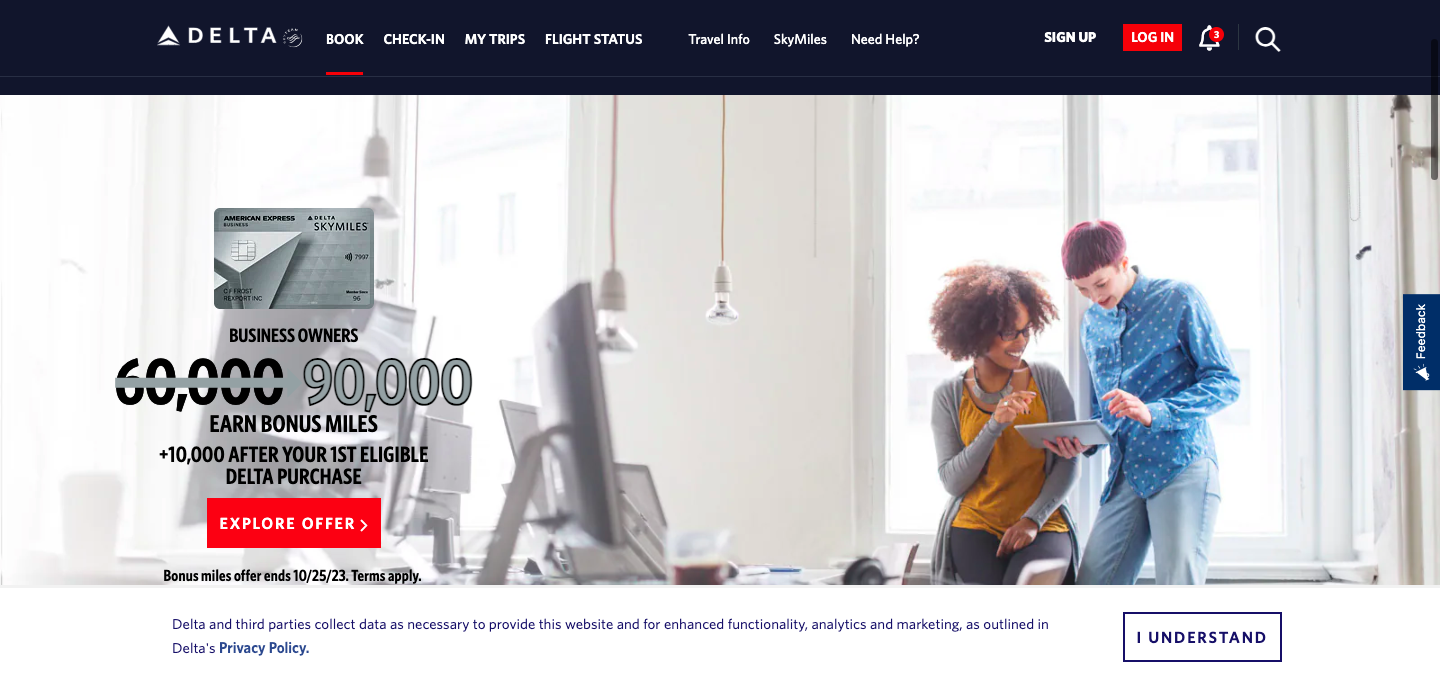 DELTA
BOOK
CHECK-IN
MY TRIPS
FLIGHT STATUS
Travel Info
SkyMiles
Need Help?
SIGN UP
LOG IN
3
AMERICAN EXPRESS
BUSINESS
DELTA
SKYMILES
7997
C F FROST
REXPORT INC
Member Since
96
BUSINESS OWNERS
60,000 90,000
EARN BONUS MILES
+10,000 AFTER YOUR 1ST ELIGIBLE
DELTA PURCHASE
EXPLORE OFFER
Bonus miles offer ends 10/25/23. Terms apply.
Feedback
Delta and third parties collect data as necessary to provide this website and for enhanced functionality, analytics and marketing, as outlined in
Delta's Privacy Policy.
I UNDERSTAND